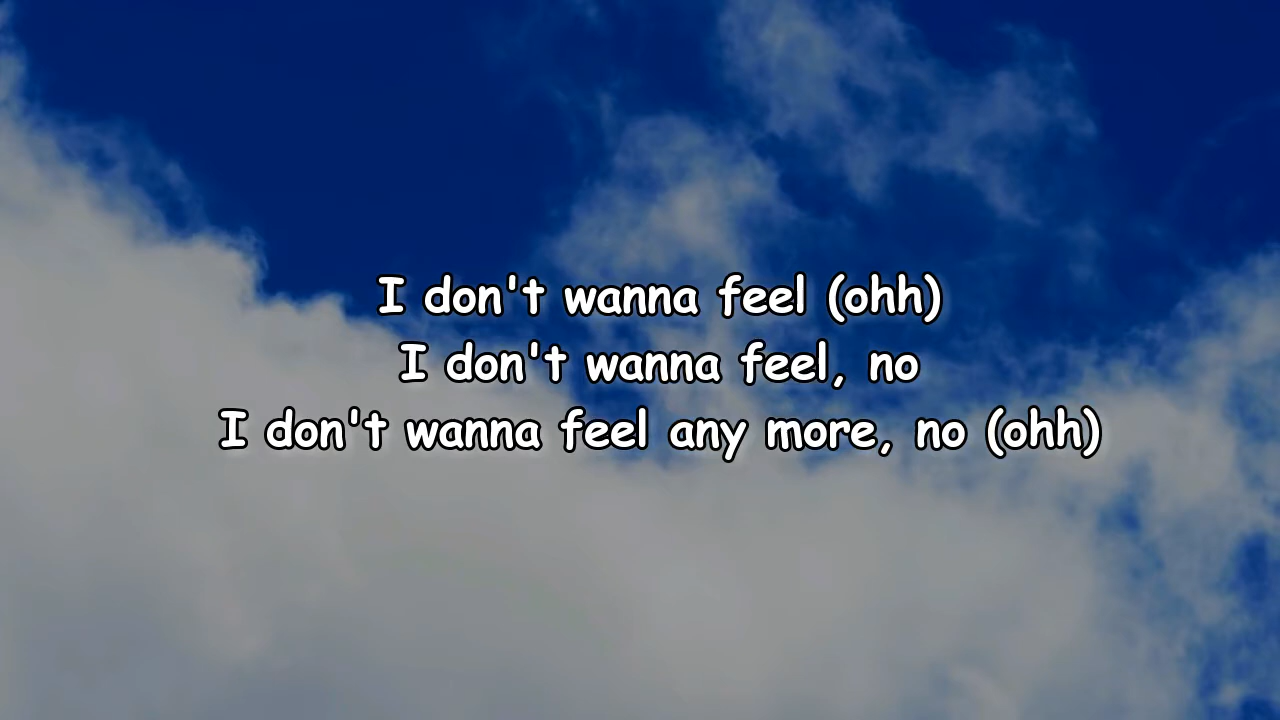 I don't wanna feel (ohh)
I don't wanna feel, no
I don't wanna feel any more, no (ohh)